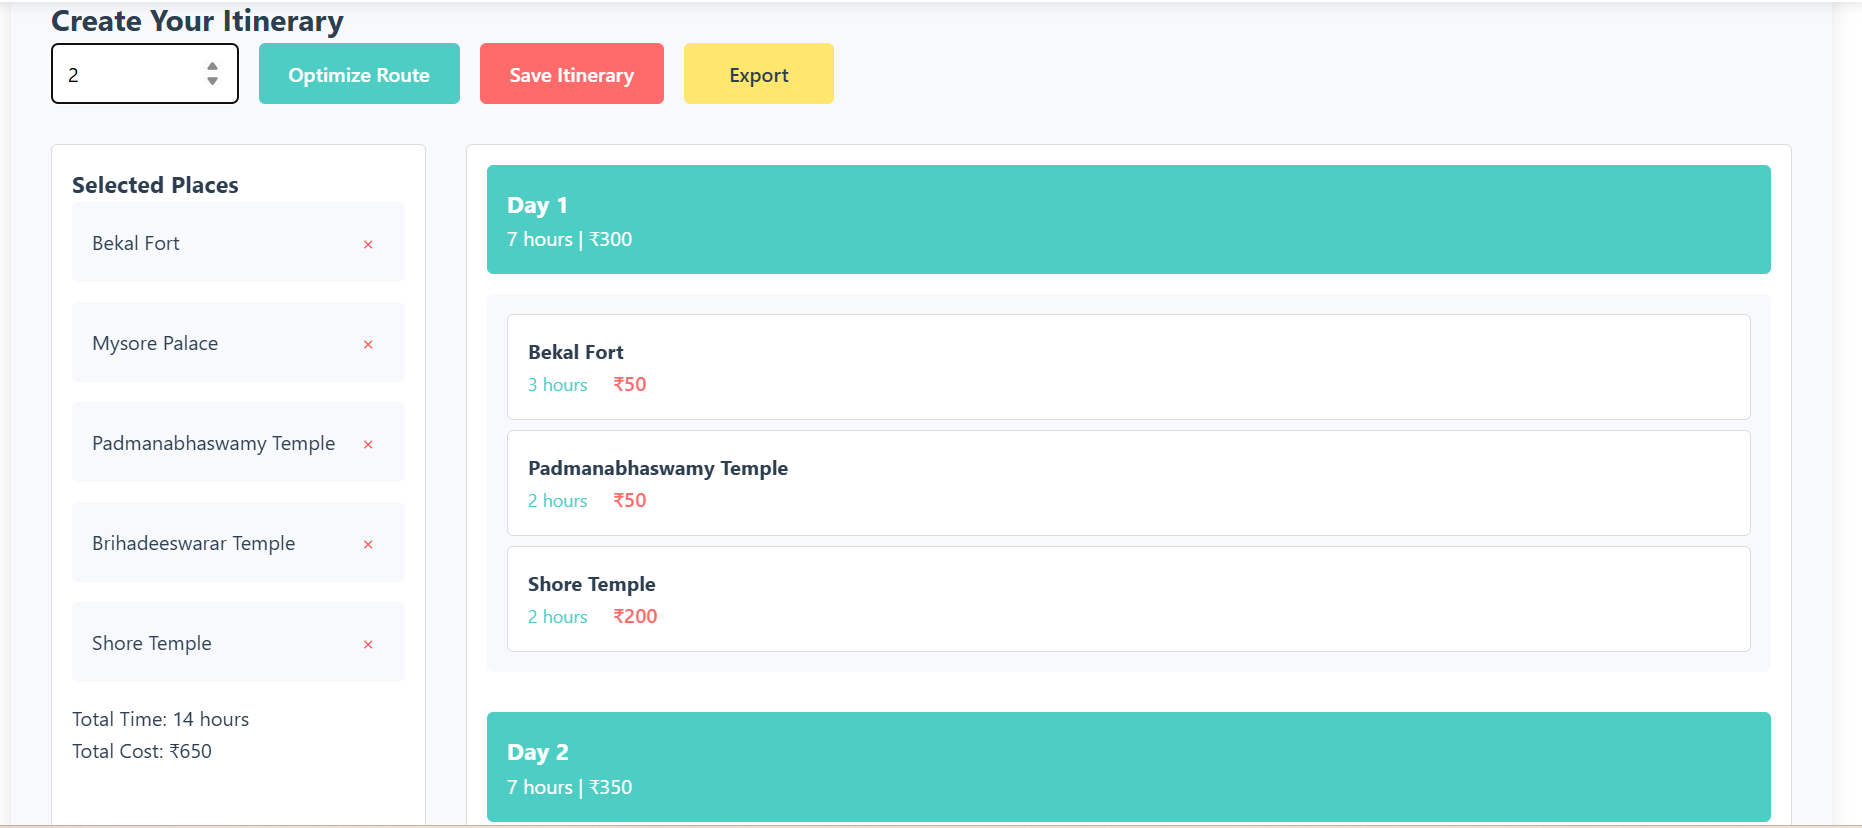 Create Your Itinerary
2
Optimize Route
Save Itinerary
Export
Selected Places
Bekal Fort ×
Mysore Palace ×
Padmanabhaswamy Temple ×
Brihadeeswarar Temple ×
Shore Temple ×
Total Time: 14 hours
Total Cost: ₹650
Day 1
7 hours | ₹300
Bekal Fort
3 hours ₹50
Padmanabhaswamy Temple
2 hours ₹50
Shore Temple
2 hours ₹200
Day 2
7 hours | ₹350